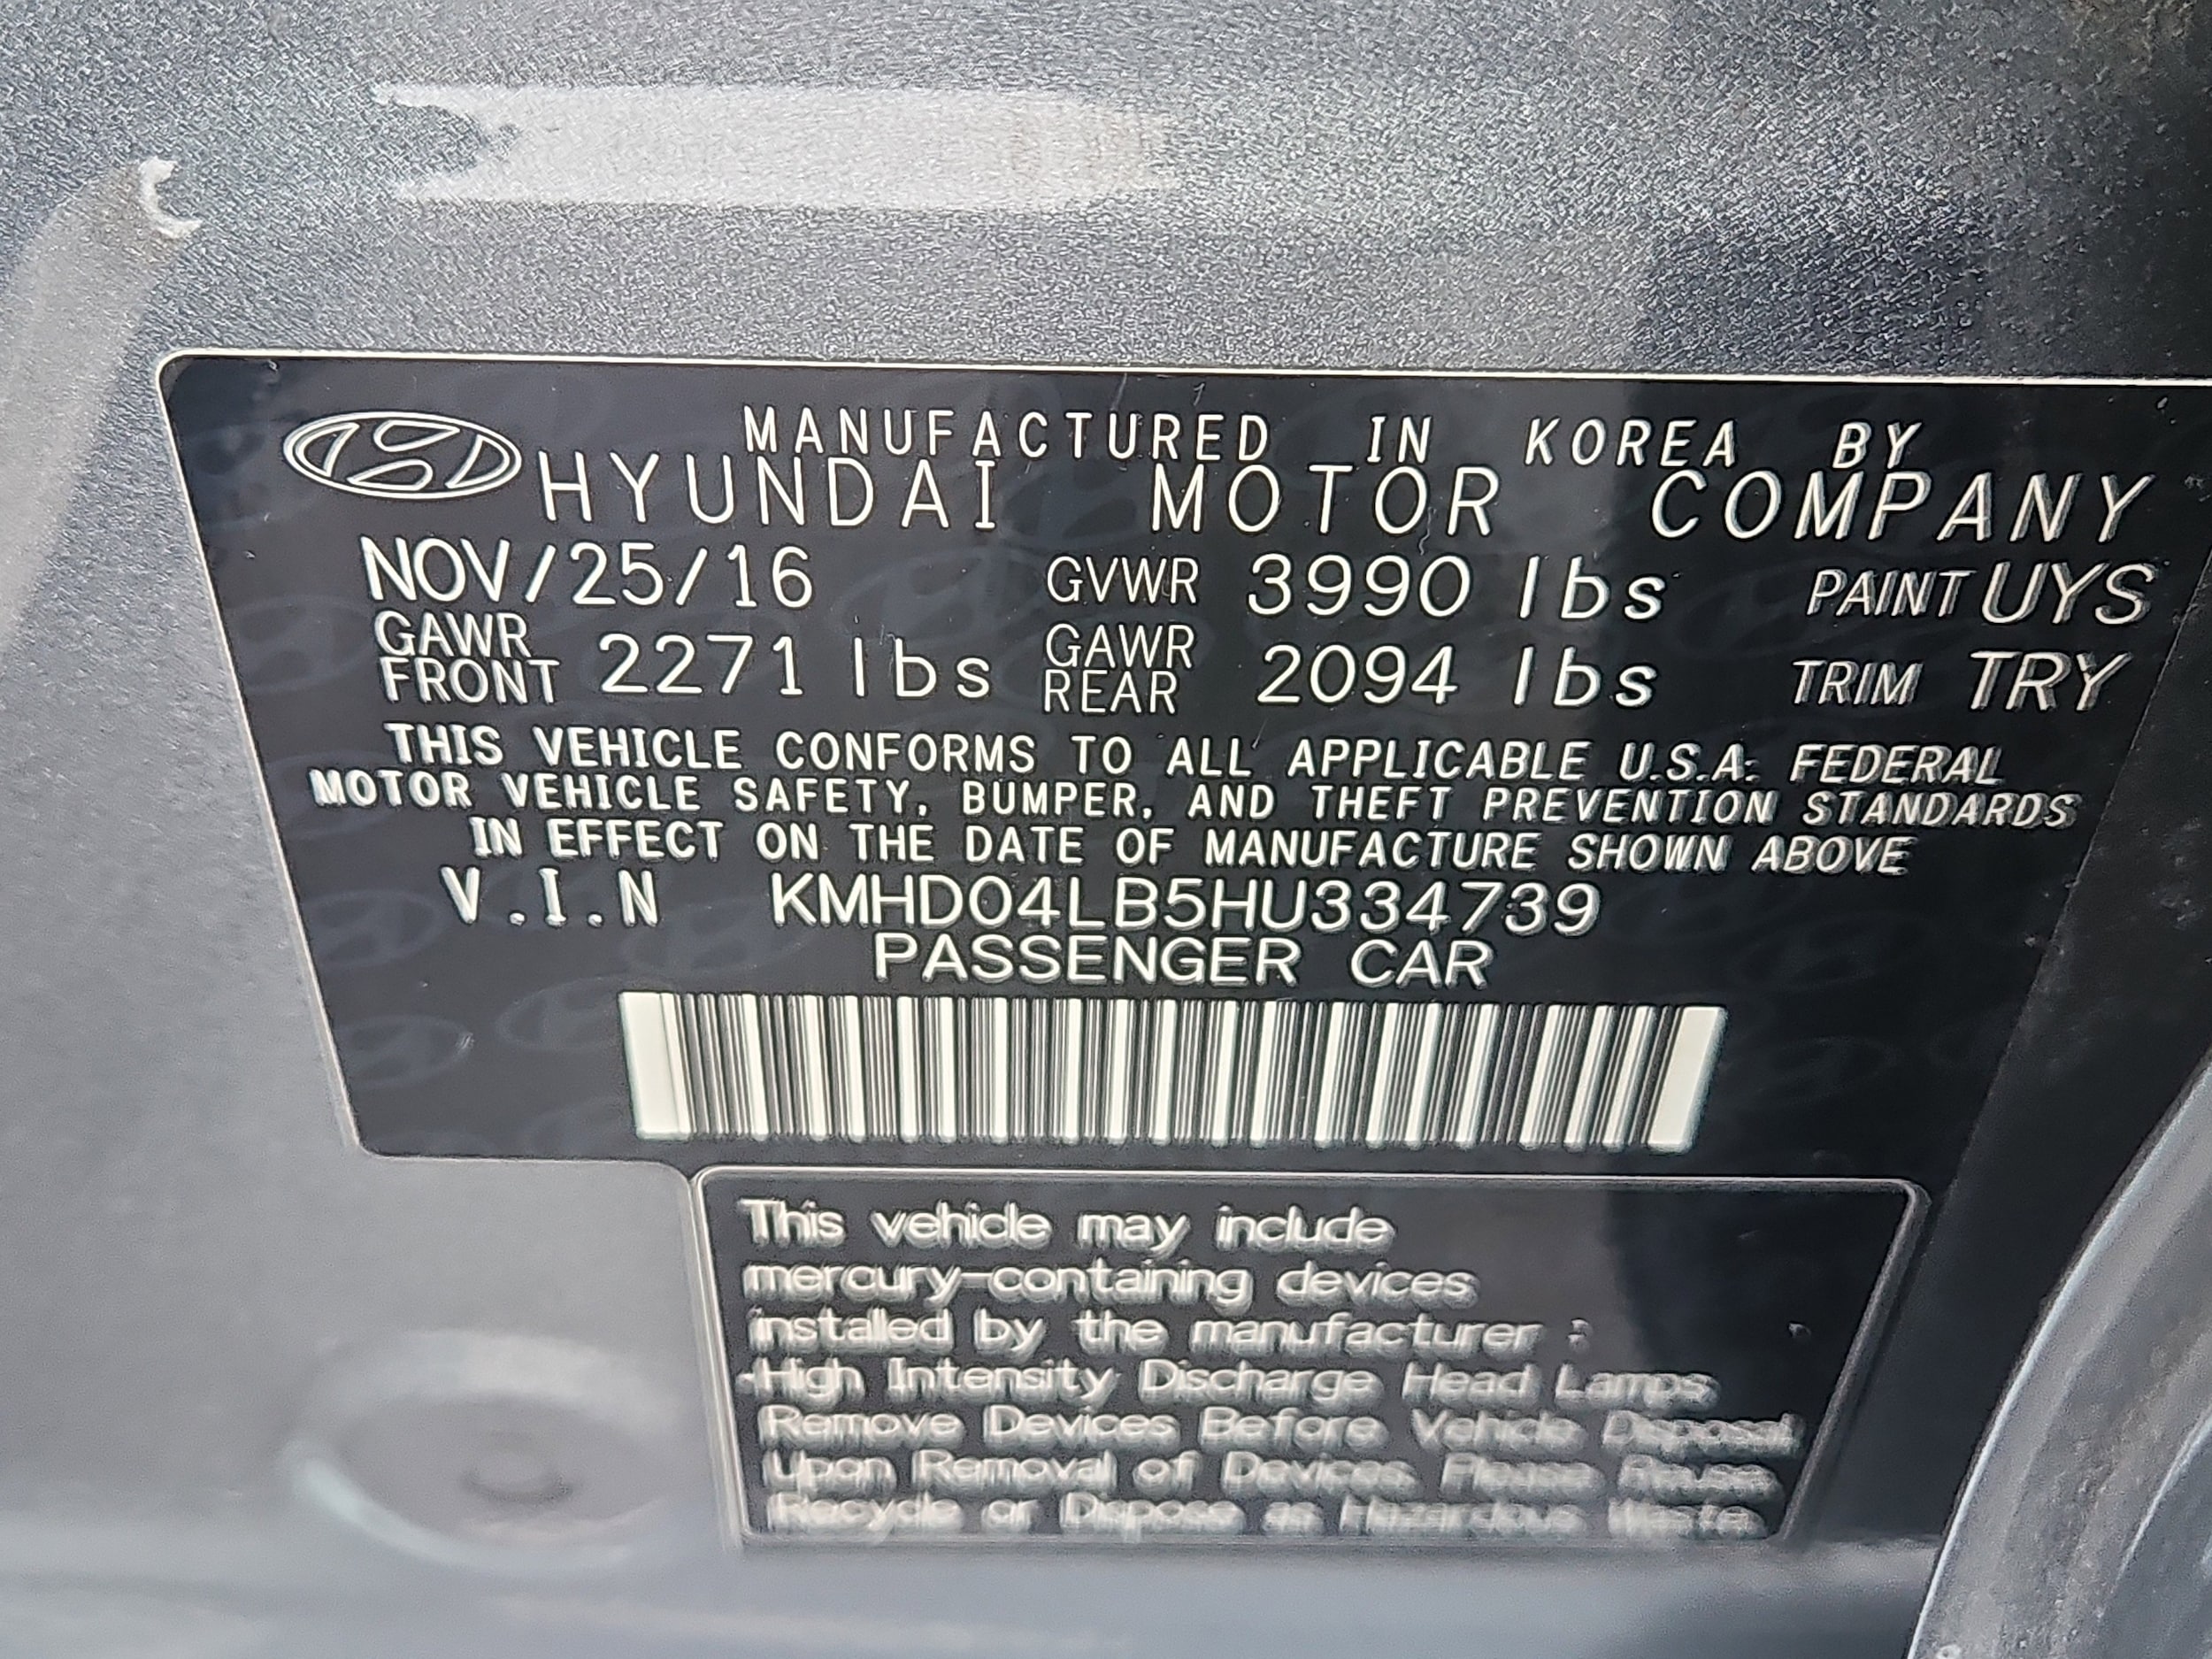 MANUFACTURED IN KOREA BY
HYUNDAI MOTOR COMPANY
NOV/25/16 GVWR 3990 lbs PAINT UYS
GAWR FRONT 2271 lbs GAWR REAR 2094 lbs TRIM TRY
THIS VEHICLE CONFORMS TO ALL APPLICABLE U.S.A. FEDERAL
MOTOR VEHICLE SAFETY, BUMPER, AND THEFT PREVENTION STANDARDS
IN EFFECT ON THE DATE OF MANUFACTURE SHOWN ABOVE
V.I.N KMHD04LB5HU334739
PASSENGER CAR
This vehicle may include
mercury-containing devices
installed by the manufacturer :
·High Intensity Discharge Head Lamps
Remove Devices Before Vehicle Disposal
Upon Removal of Devices Please Reuse,
Recycle or Dispose as Hazardous Waste